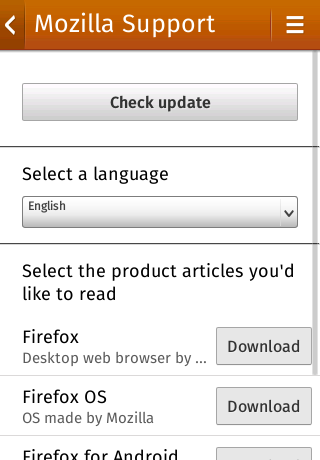 Mozilla Support
Check update
Select a language
English
Select the product articles you'd
like to read
Firefox
Desktop web browser by ...
Download
Firefox OS
OS made by Mozilla
Download
Firefox for Android